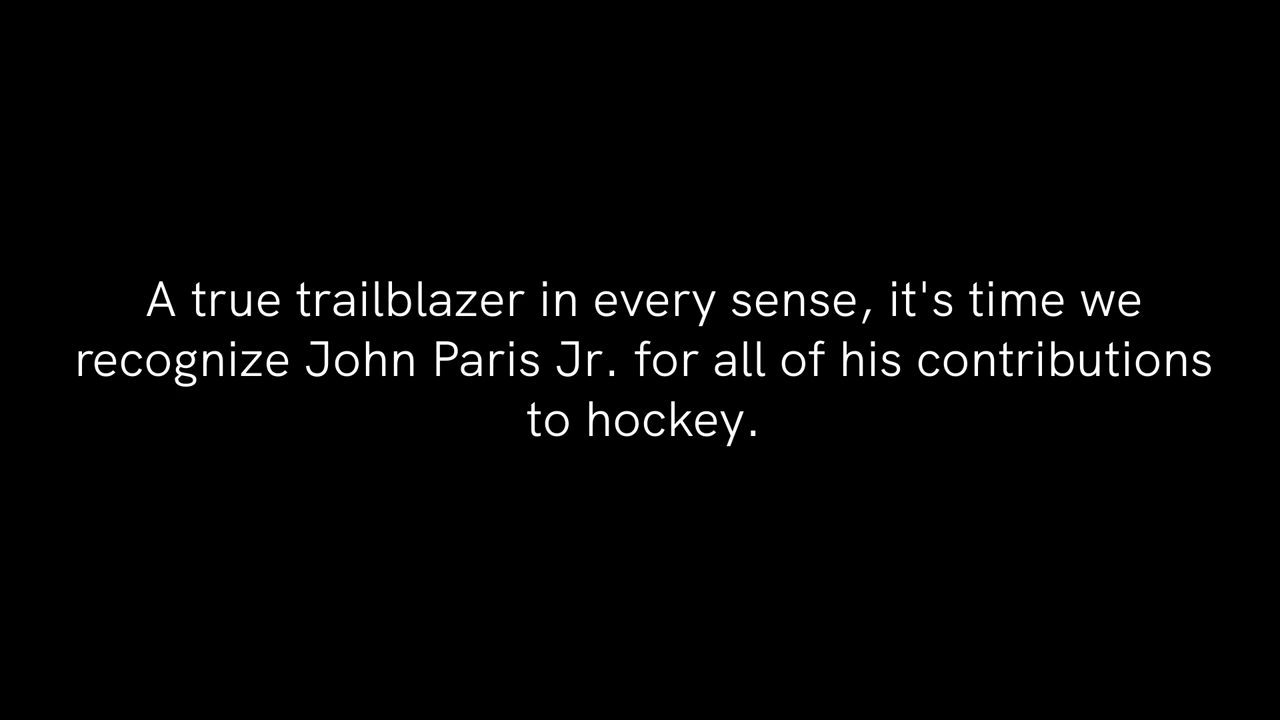 A true trailblazer in every sense, it's time we
recognize John Paris Jr. for all of his contributions
to hockey.